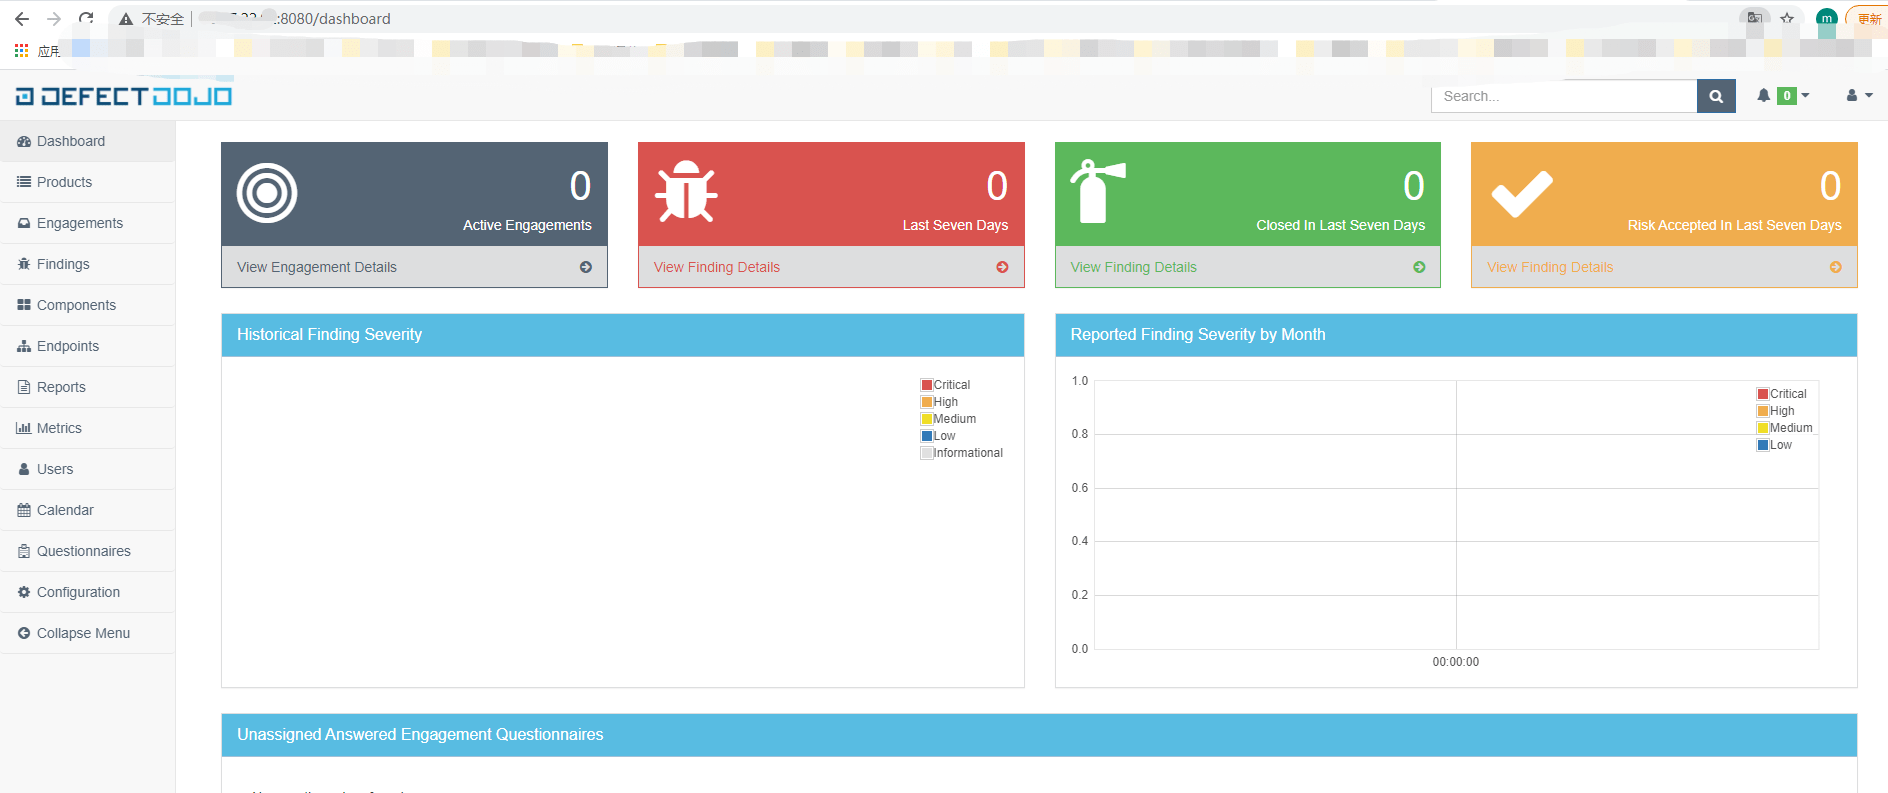 不安全
:8080/dashboard
m
更新
应用
DEFECTDOJO
Search...
0
Dashboard
Products
Engagements
Findings
Components
Endpoints
Reports
Metrics
Users
Calendar
Questionnaires
Configuration
Collapse Menu
0
Active Engagements
View Engagement Details
0
Last Seven Days
View Finding Details
0
Closed In Last Seven Days
View Finding Details
0
Risk Accepted In Last Seven Days
View Finding Details
Historical Finding Severity
Critical
High
Medium
Low
Informational
Reported Finding Severity by Month
1.0
0.8
0.6
0.4
0.2
0.0
00:00:00
Critical
High
Medium
Low
Unassigned Answered Engagement Questionnaires